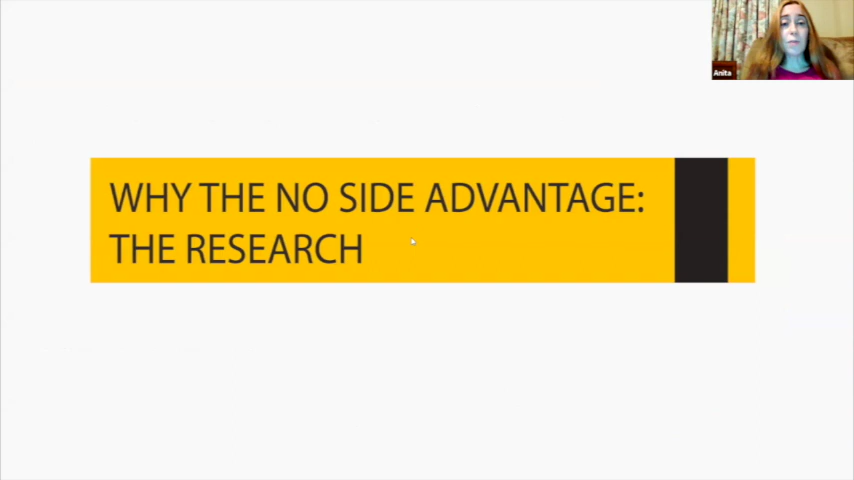 Anita
WHY THE NO SIDE ADVANTAGE:
THE RESEARCH